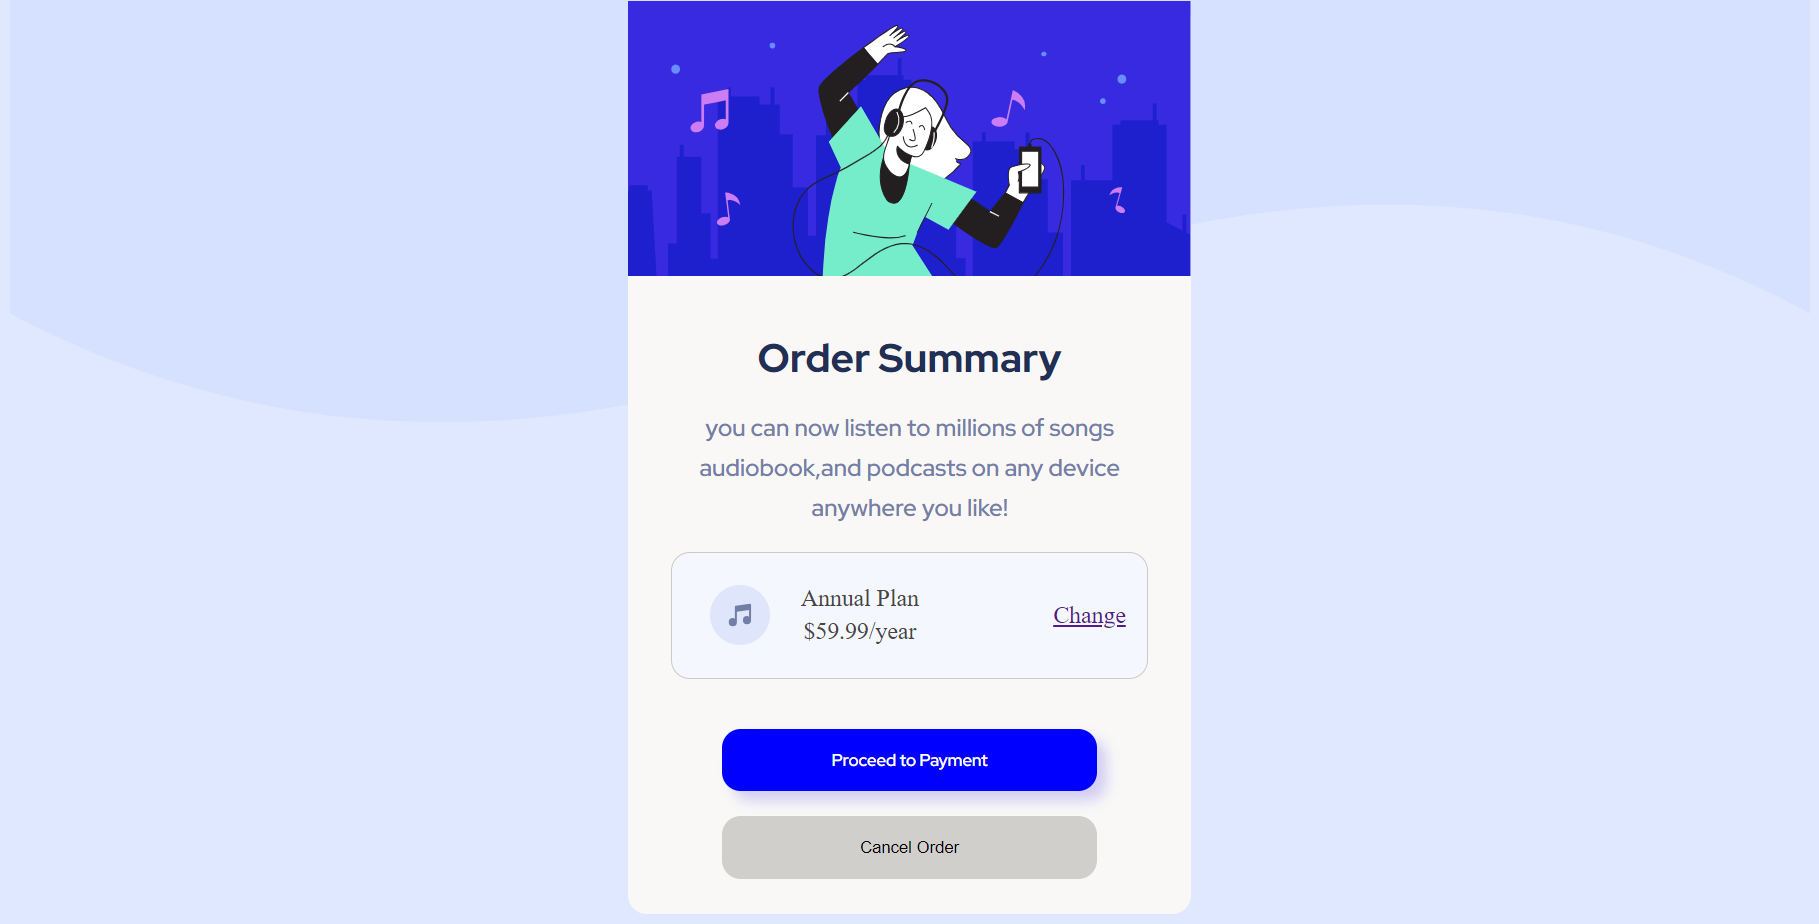 Order Summary
you can now listen to millions of songs
audiobook,and podcasts on any device
anywhere you like!
Annual Plan
$59.99/year
Change
Proceed to Payment
Cancel Order